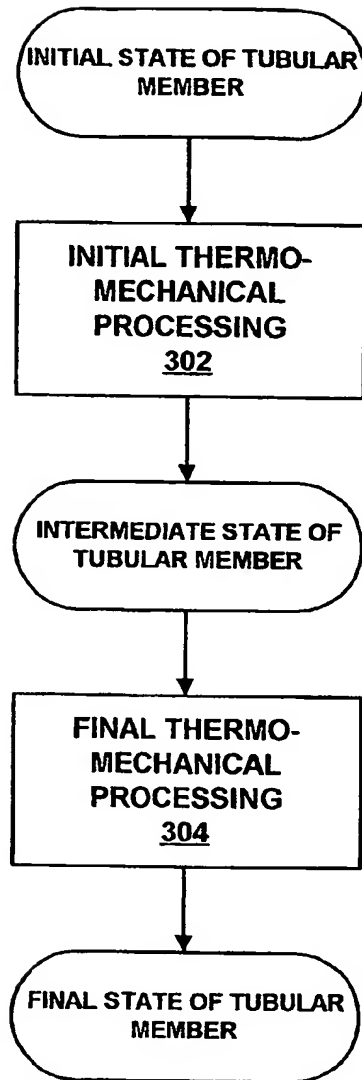 INITIAL STATE OF TUBULAR
MEMBER
INITIAL THERMO-
MECHANICAL
PROCESSING
302
INTERMEDIATE STATE OF
TUBULAR MEMBER
FINAL THERMO-
MECHANICAL
PROCESSING
304
FINAL STATE OF TUBULAR
MEMBER